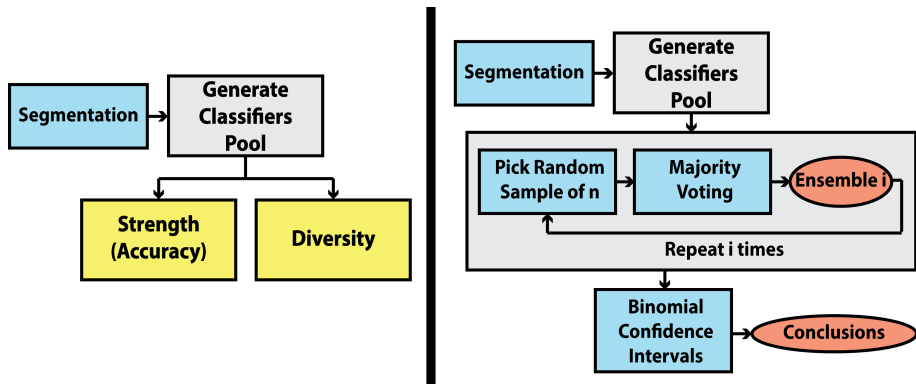 Segmentation
Generate
Classifiers
Pool
Strength
(Accuracy)
Diversity
Segmentation
Generate
Classifiers
Pool
Pick Random
Sample of n
Majority
Voting
Ensemble i
Repeat i times
Binomial
Confidence
Intervals
Conclusions